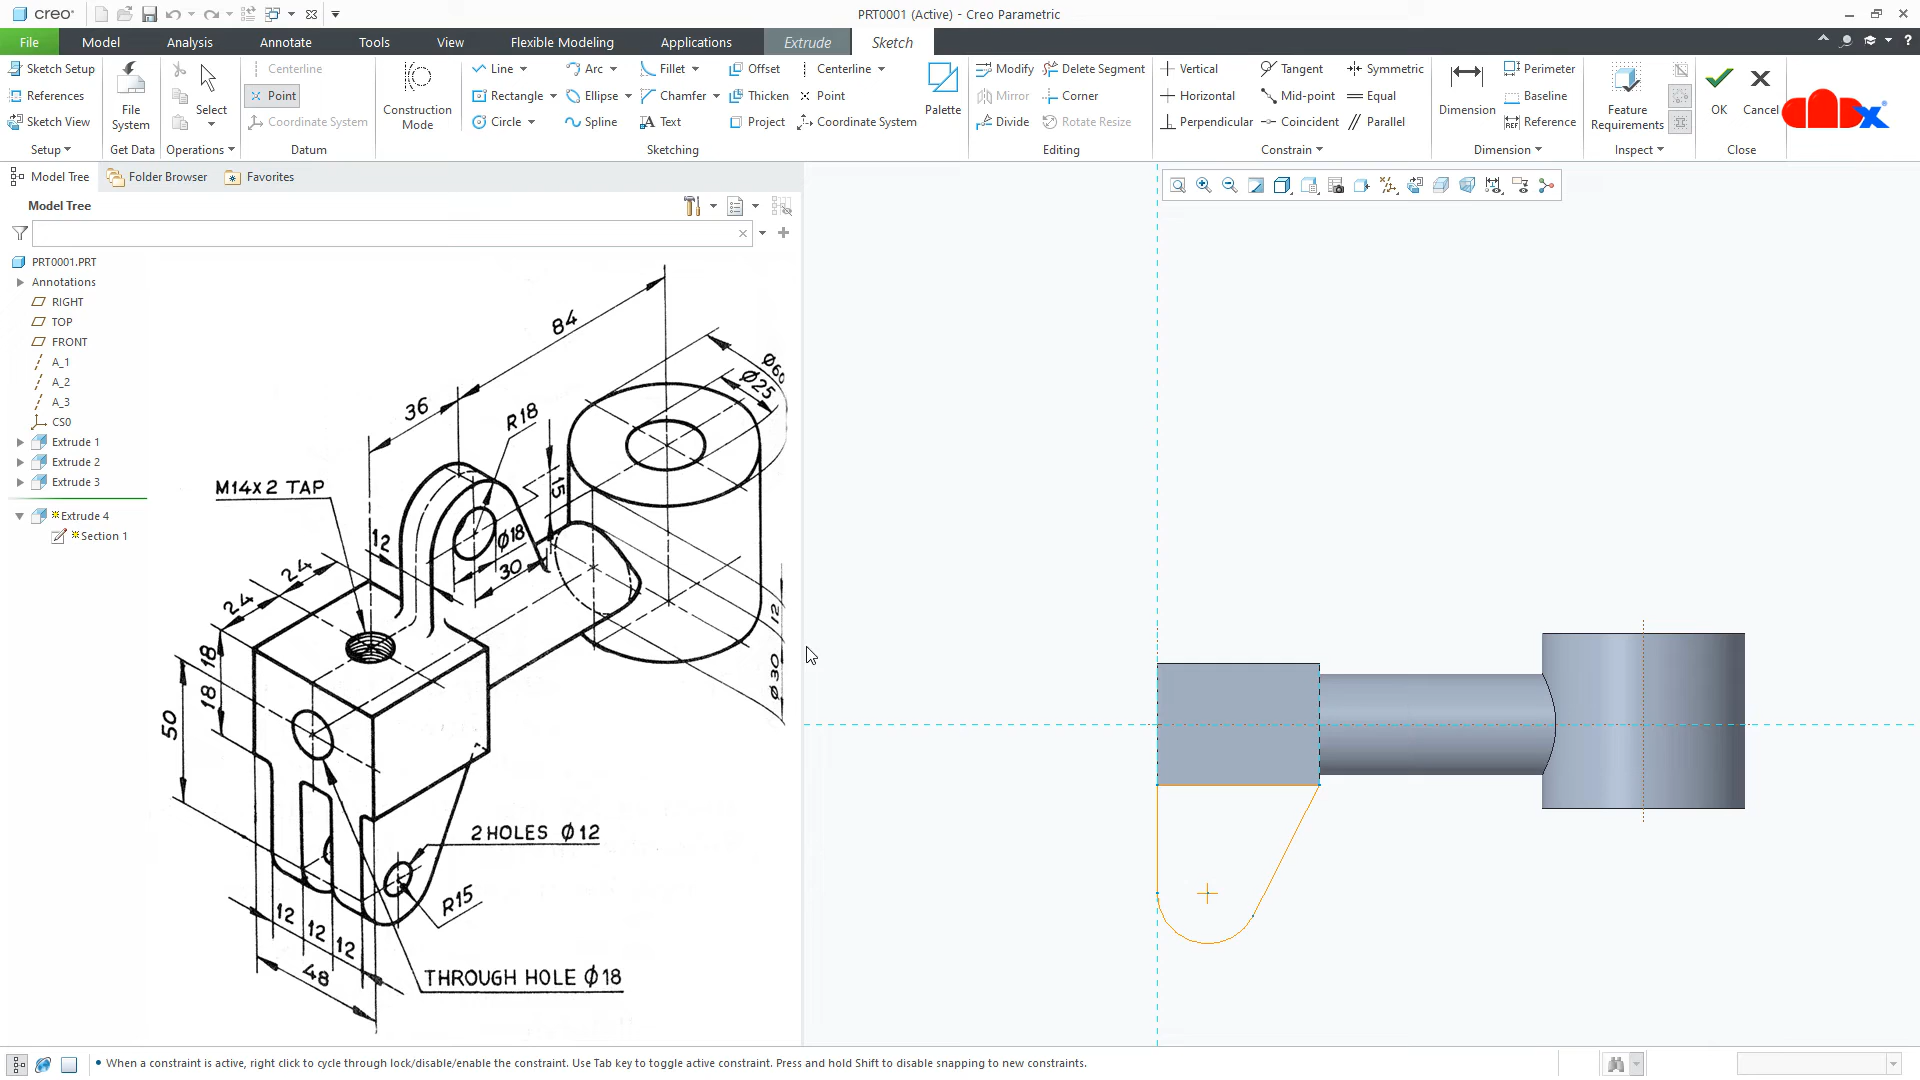 creo
PRT0001 (Active) - Creo Parametric
File Model Analysis Annotate Tools View Flexible Modeling Applications Extrude Sketch
Sketch Setup Centerline Line Arc Fillet Offset Centerline Modify Delete Segment Vertical Tangent Symmetric Perimeter
References Point Rectangle Ellipse Chamfer Thicken Point Mirror Corner Horizontal Mid-point Equal Baseline
Sketch View Coordinate System Circle Spline Text Project Coordinate System Divide Rotate Resize Perpendicular Coincident Parallel Reference
File System Select Construction Mode Palette Dimension Feature Requirements OK Cancel
Setup Get Data Operations Datum Sketching Editing Constrain Dimension Inspect Close
Model Tree Folder Browser Favorites
Model Tree
PRT0001.PRT
Annotations
RIGHT
TOP
FRONT
A_1
A_2
A_3
CS0
Extrude 1
Extrude 2
Extrude 3
Extrude 4
Section 1
84
Ø60
Ø25
36
R18
15
M14X2 TAP
12
Ø18
30
24
24
18
18
50
12
Ø30
2 HOLES Ø12
R15
12
12
12
48
THROUGH HOLE Ø18
When a constraint is active, right click to cycle through lock/disable/enable the constraint. Use Tab key to toggle active constraint. Press and hold Shift to disable snapping to new constraints.